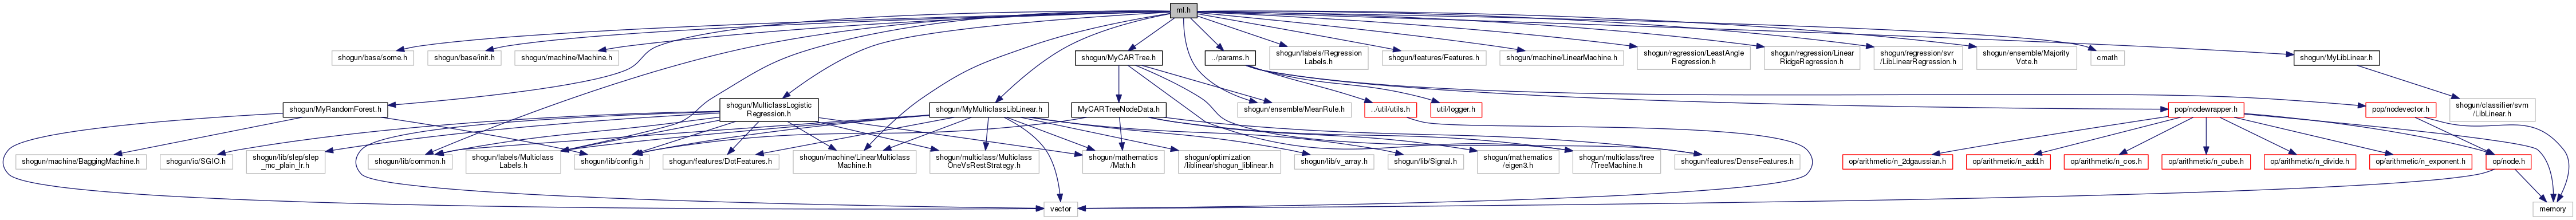 ml.h
shogun/base/some.h
shogun/base/init.h
shogun/machine/Machine.h
shogun/MyCARTree.h
../params.h
shogun/labels/Regression
Labels.h
shogun/features/Features.h
shogun/machine/LinearMachine.h
shogun/regression/LeastAngle
Regression.h
shogun/regression/Linear
RidgeRegression.h
shogun/regression/svr
/LibLinearRegression.h
shogun/ensemble/Majority
Vote.h
cmath
shogun/MyLibLinear.h
shogun/MyRandomForest.h
shogun/MulticlassLogistic
Regression.h
shogun/MyMulticlassLibLinear.h
MyCARTreeNodeData.h
shogun/ensemble/MeanRule.h
../util/utils.h
util/logger.h
pop/nodewrapper.h
pop/nodevector.h
shogun/classifier/svm
/LibLinear.h
shogun/machine/BaggingMachine.h
shogun/io/SGIO.h
shogun/lib/slep/slep
_mc_plain_lr.h
shogun/lib/common.h
shogun/labels/Multiclass
Labels.h
shogun/lib/config.h
shogun/features/DotFeatures.h
shogun/machine/LinearMulticlass
Machine.h
shogun/multiclass/Multiclass
OneVsRestStrategy.h
shogun/mathematics
/Math.h
shogun/optimization
/liblinear/shogun_liblinear.h
shogun/lib/v_array.h
shogun/lib/Signal.h
shogun/mathematics
/eigen3.h
shogun/multiclass/tree
/TreeMachine.h
shogun/features/DenseFeatures.h
op/arithmetic/n_2dgaussian.h
op/arithmetic/n_add.h
op/arithmetic/n_cos.h
op/arithmetic/n_cube.h
op/arithmetic/n_divide.h
op/arithmetic/n_exponent.h
op/node.h
vector
memory